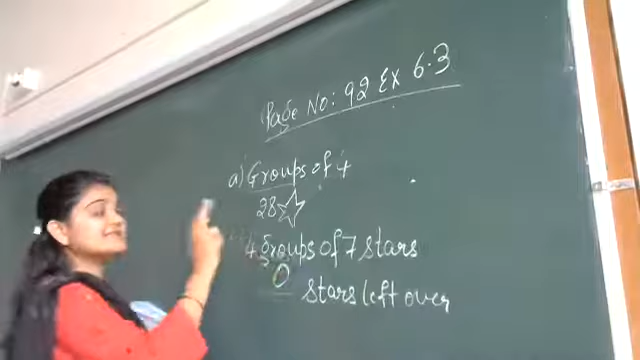 Page No: 92 Ex 6.3
a) Groups of 4
28
4 groups of 7 stars
0 stars left over